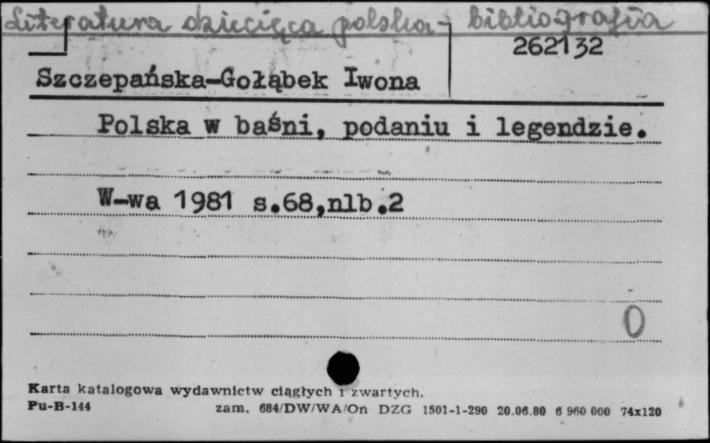 Literatura dziecięca polska - bibliografia
262132
Szczepańska-Gołąbek Iwona
Polska w baśni, podaniu i legendzie.
W-wa 1981 s.68,nlb.2
0
Karta katalogowa wydawnictw ciągłych i zwartych.
Pu-B-144 zam. 684/DW/WA/On DZG 1501-1-290 20.06.80 6 960 000 74x120